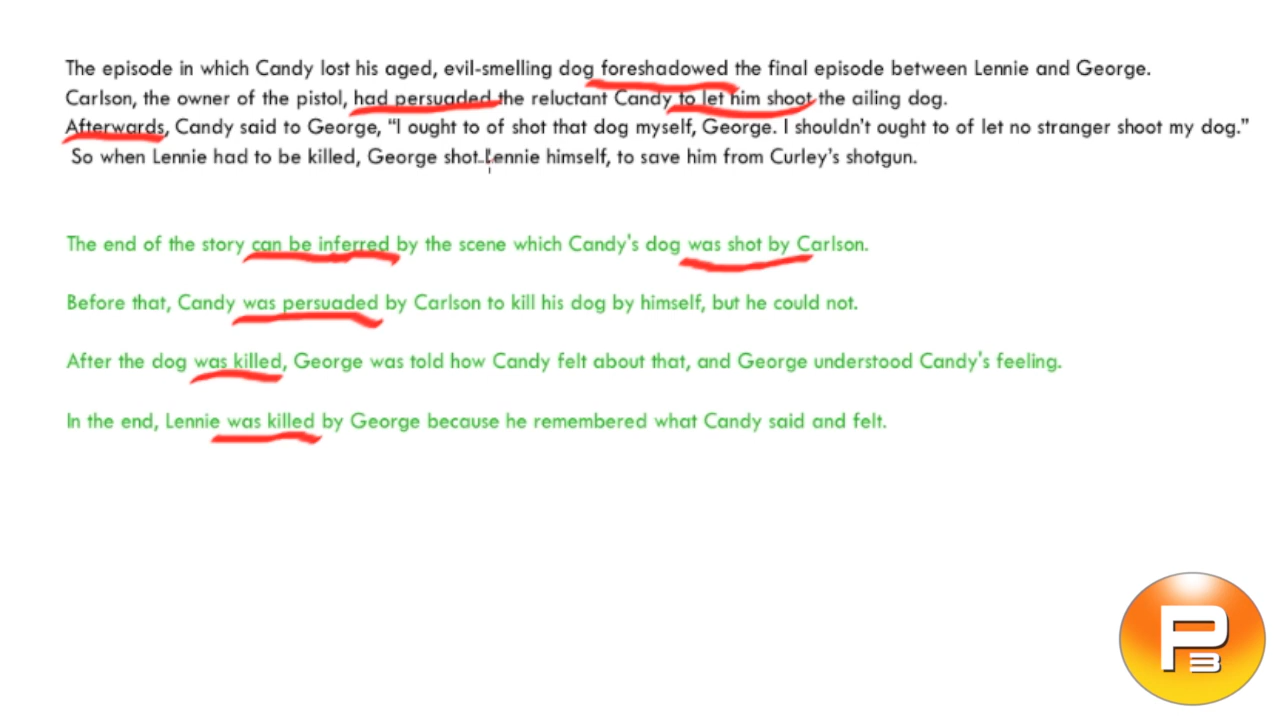 The episode in which Candy lost his aged, evil-smelling dog foreshadowed the final episode between Lennie and George.
Carlson, the owner of the pistol, had persuaded the reluctant Candy to let him shoot the ailing dog.
Afterwards, Candy said to George, “I ought to of shot that dog myself, George. I shouldn’t ought to of let no stranger shoot my dog.”
So when Lennie had to be killed, George shot Lennie himself, to save him from Curley’s shotgun.
The end of the story can be inferred by the scene which Candy's dog was shot by Carlson.
Before that, Candy was persuaded by Carlson to kill his dog by himself, but he could not.
After the dog was killed, George was told how Candy felt about that, and George understood Candy's feeling.
In the end, Lennie was killed by George because he remembered what Candy said and felt.
P3